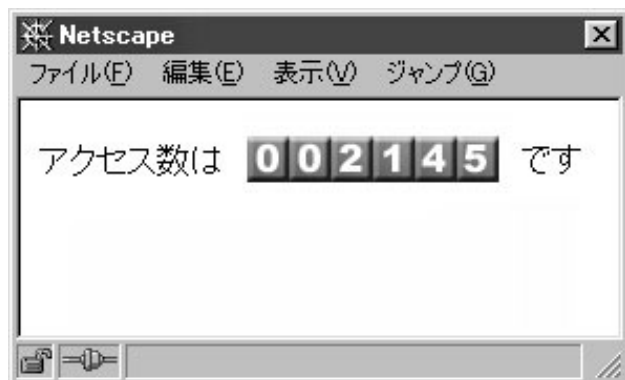 Netscape
ファイル(F) 編集(E) 表示(V) ジャンプ(G)
アクセス数は 002145 です